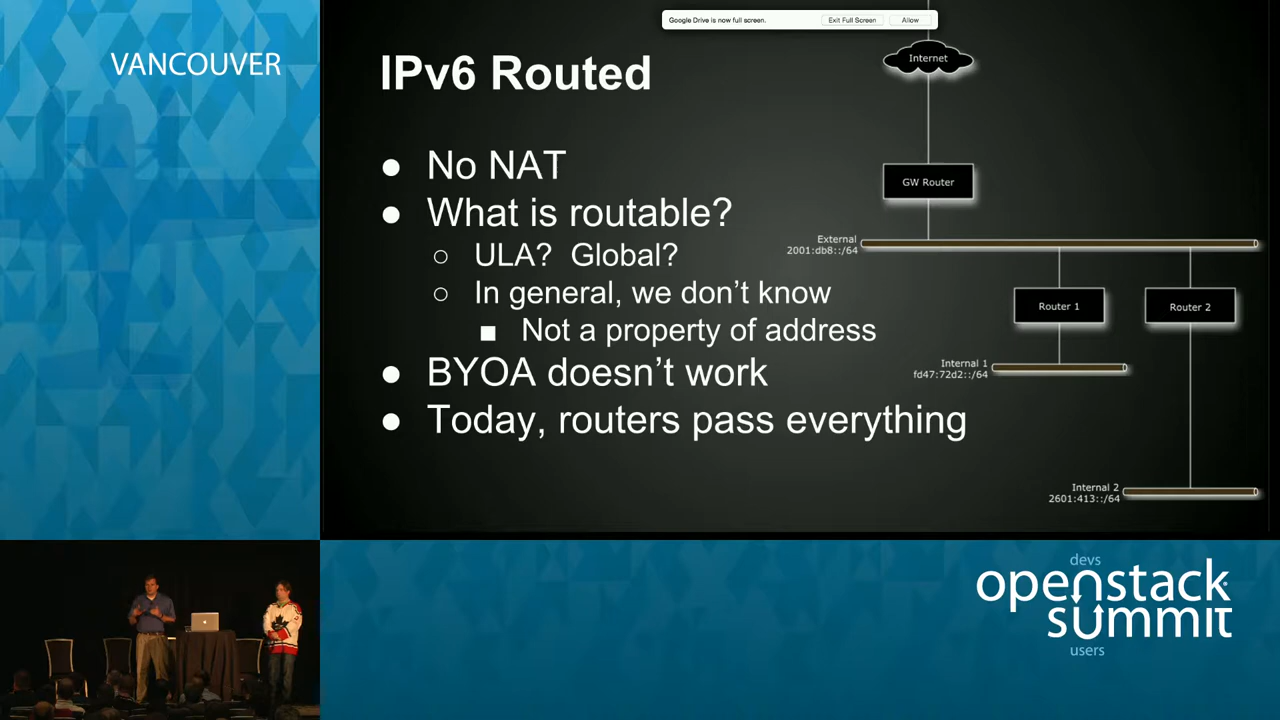 VANCOUVER
Google Drive is now full screen.
Exit Full Screen
Allow
IPv6 Routed
● No NAT
● What is routable?
○ ULA? Global?
○ In general, we don't know
■ Not a property of address
● BYOA doesn't work
● Today, routers pass everything
Internet
GW Router
External
2001:db8::/64
Router 1
Router 2
Internal 1
fd47:72d2::/64
Internal 2
2601:413::/64
devs
openstack
summit
users